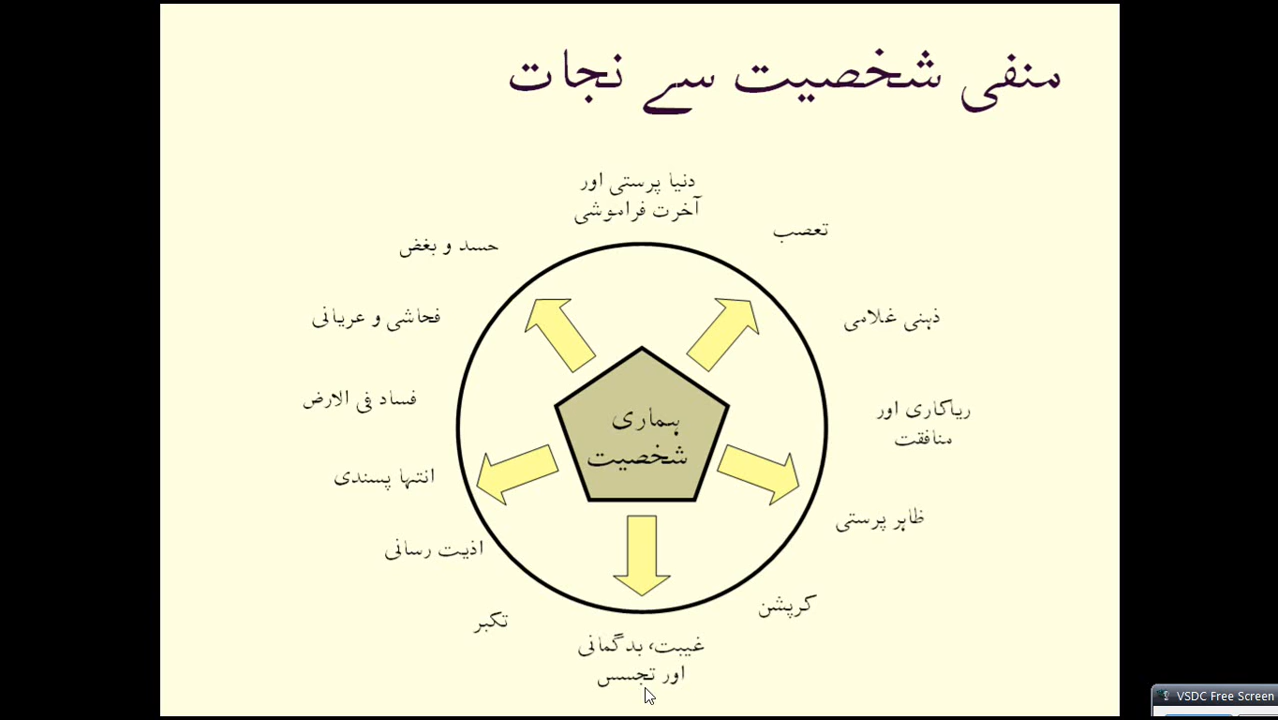 منفی شخصیت سے نجات
دنیا پرستی اور
آخرت فراموشی
تعصب
حسد و بغض
ذہنی غلامی
فحاشی و عریانی
ریاکاری اور
منافقت
فساد فی الارض
ہماری
شخصیت
انتہا پسندی
ظاہر پرستی
اذیت رسانی
کرپشن
تکبر
غیبت، بدگمانی
اور تجسس
VSDC Free Screen